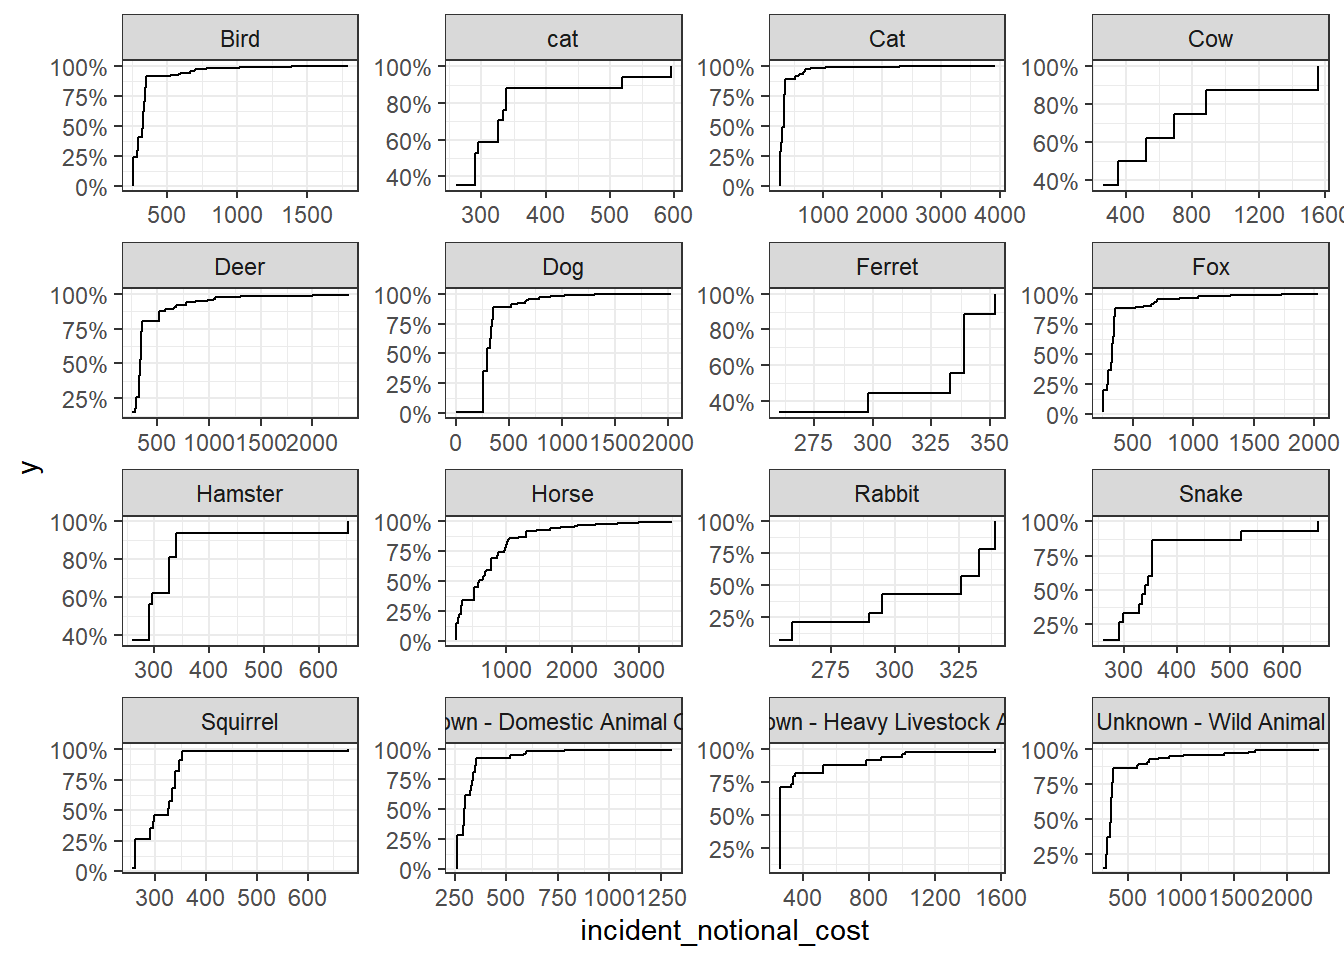 Bird cat Cat Cow
100% 100% 100% 100%
75% 80% 75% 80%
50% 60% 50% 60%
25% 40% 25% 40%
0% 0%
500 1000 1500 300 400 500 600 1000 2000 3000 4000 400 800 1200 1600
Deer Dog Ferret Fox
100% 100% 100% 100%
75% 75% 80% 75%
50% 50% 60% 50%
25% 25% 40% 25%
0% 0%
500 1000 1500 2000 0 500 1000 1500 2000 275 300 325 350 500 1000 1500 2000
y
Hamster Horse Rabbit Snake
100% 100% 100% 100%
80% 75% 75% 75%
60% 50% 50% 50%
40% 25% 25% 25%
0%
300 400 500 600 1000 2000 3000 275 300 325 300 400 500 600
Squirrel own - Domestic Animal own - Heavy Livestock A Unknown - Wild Animal
100% 100% 100% 100%
75% 75% 75% 75%
50% 50% 50% 50%
25% 25% 25% 25%
0% 0%
300 400 500 600 250 500 750 1000 1250 400 800 1200 1600 500 1000 1500 2000
incident_notional_cost